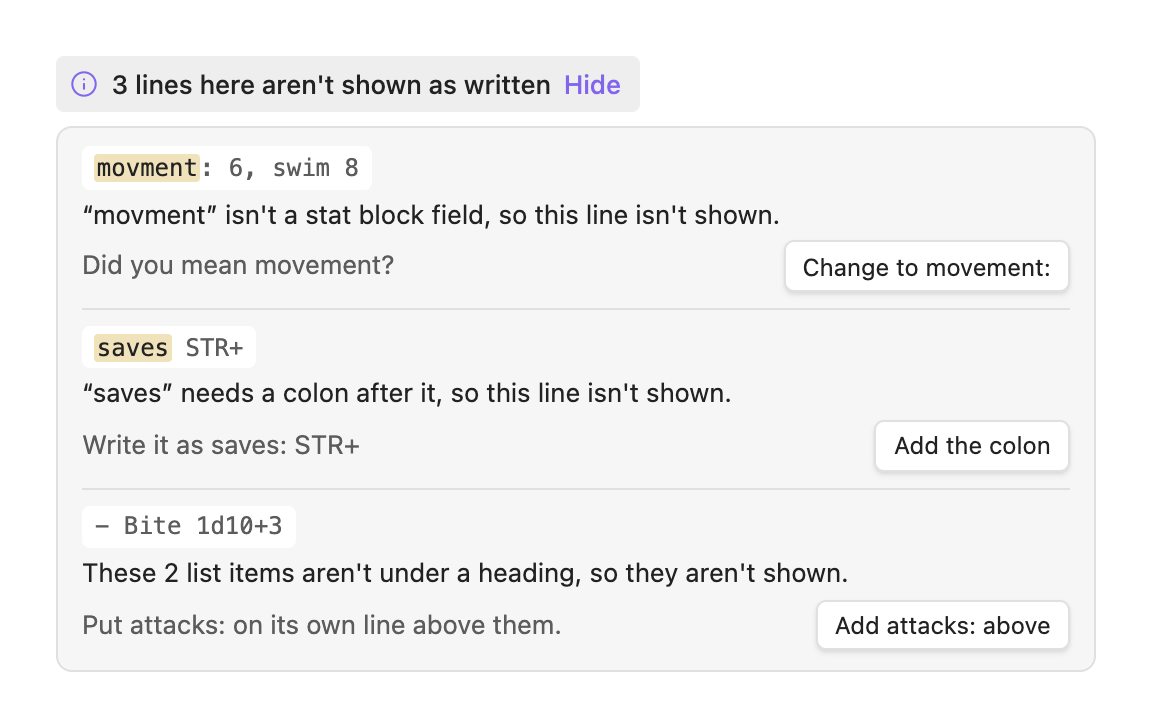 3 lines here aren't shown as written Hide
movment: 6, swim 8
“movment” isn't a stat block field, so this line isn't shown.
Did you mean movement?
Change to movement:
saves STR+
“saves” needs a colon after it, so this line isn't shown.
Write it as saves: STR+
Add the colon
– Bite 1d10+3
These 2 list items aren't under a heading, so they aren't shown.
Put attacks: on its own line above them.
Add attacks: above